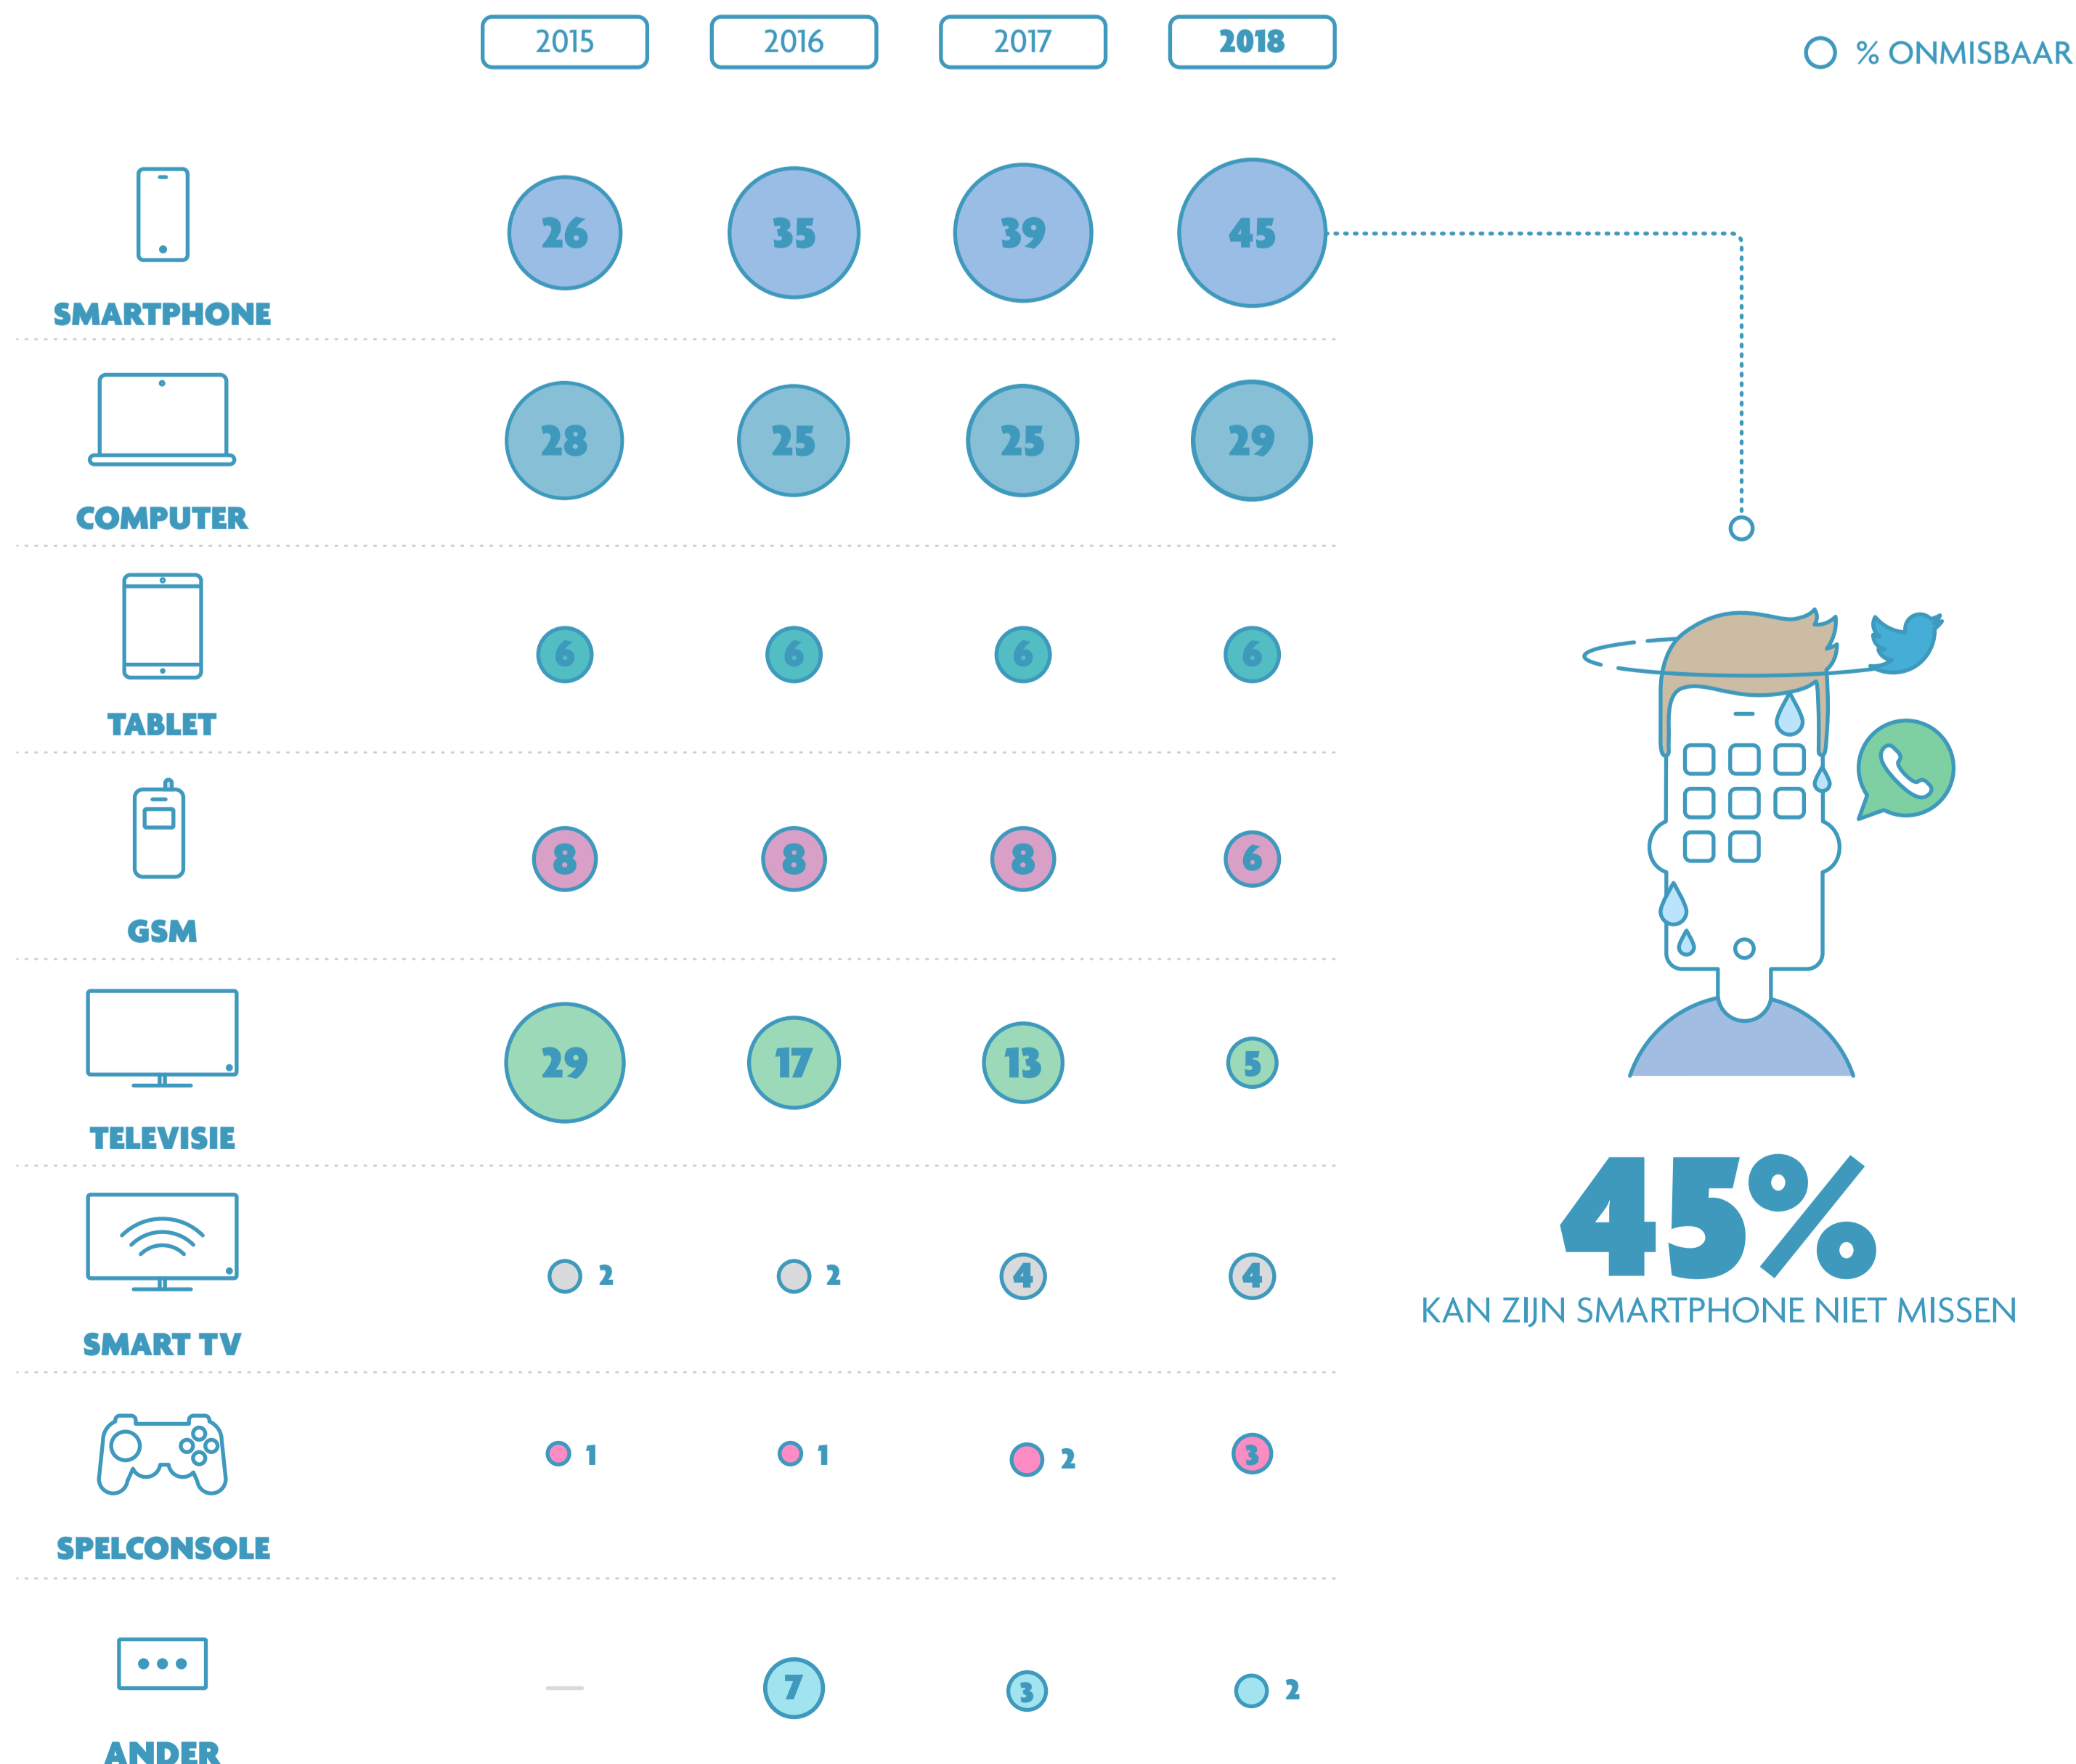 2015 2016 2017 2018
% ONMISBAAR
26 35 39 45
SMARTPHONE
28 25 25 29
COMPUTER
6 6 6 6
TABLET
8 8 8 6
GSM
29 17 13 5
TELEVISIE
2 2 4 4
SMART TV
1 1 2 3
SPELCONSOLE
7 3 2
ANDER
45%
KAN ZIJN SMARTPHONE NIET MISSEN